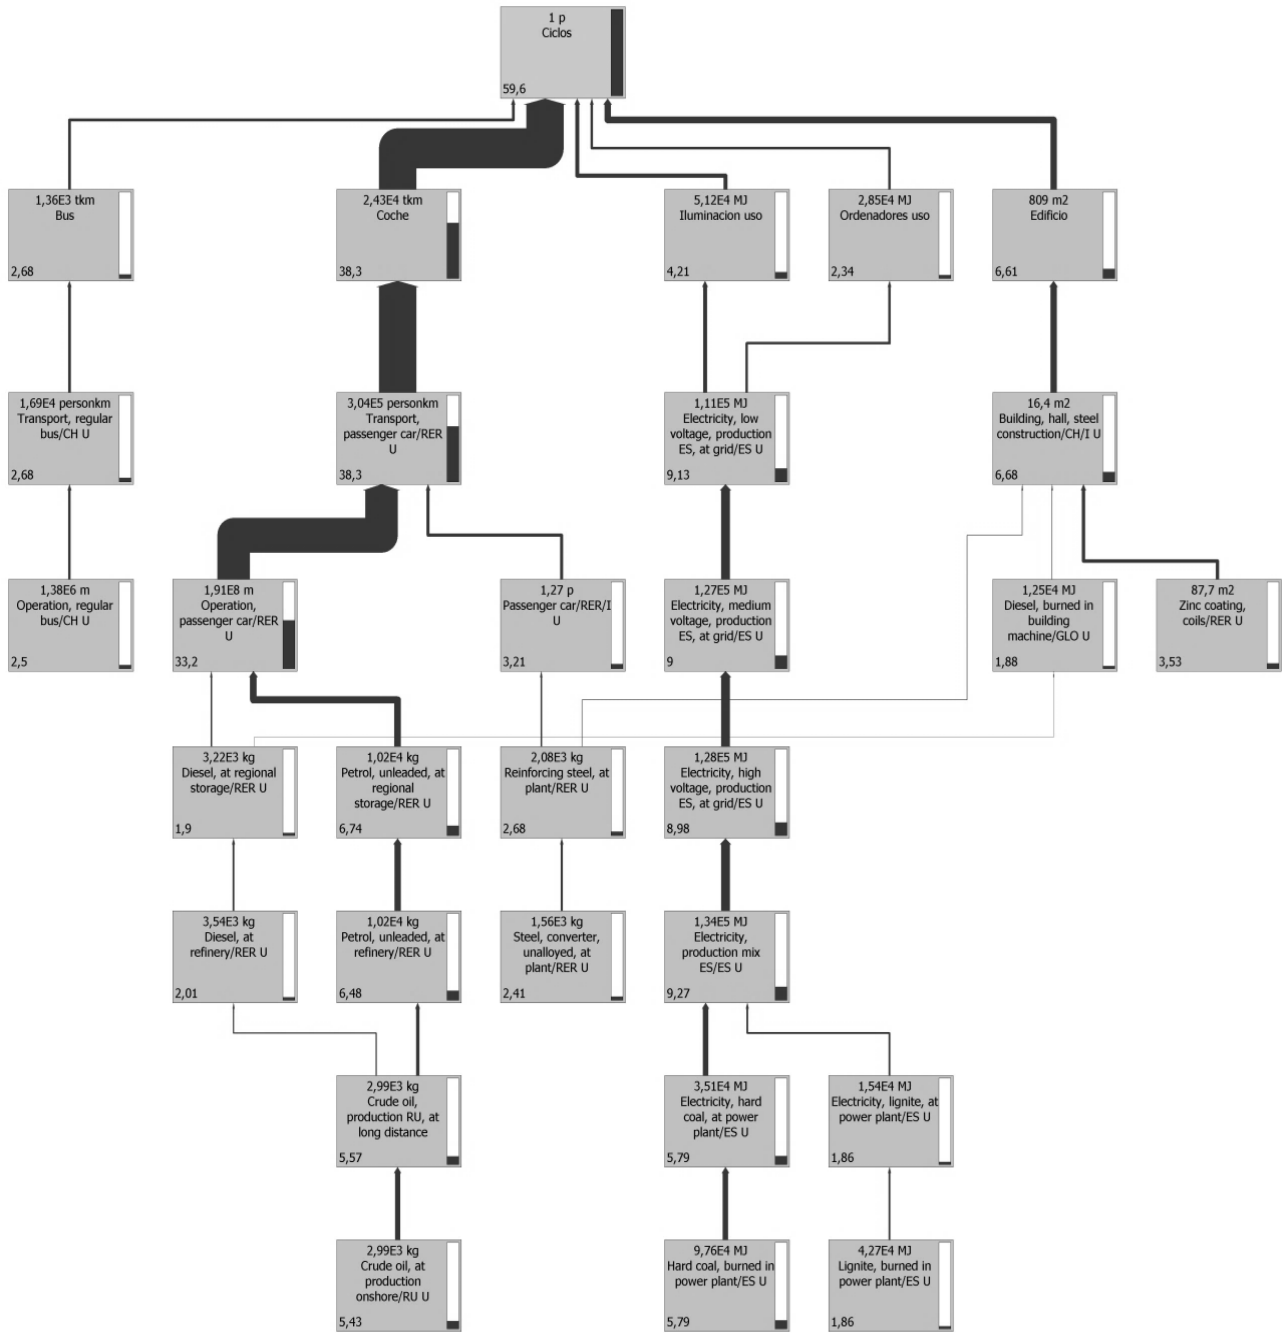 1 p
Ciclos
59,6
1,36E3 tkm
Bus
2,68
2,43E4 tkm
Coche
38,3
5,12E4 MJ
Iluminacion uso
4,21
2,85E4 MJ
Ordenadores uso
2,34
809 m2
Edificio
6,61
1,69E4 personkm
Transport, regular
bus/CH U
2,68
3,04E5 personkm
Transport,
passenger car/RER
U
38,3
1,11E5 MJ
Electricity, low
voltage, production
ES, at grid/ES U
9,13
16,4 m2
Building, hall, steel
construction/CH/I U
6,68
1,38E6 m
Operation, regular
bus/CH U
2,5
1,91E8 m
Operation,
passenger car/RER
U
33,2
1,27 p
Passenger car/RER/I
U
3,21
1,27E5 MJ
Electricity, medium
voltage, production
ES, at grid/ES U
9
1,25E4 MJ
Diesel, burned in
building
machine/GLO U
1,88
87,7 m2
Zinc coating,
coils/RER U
3,53
3,22E3 kg
Diesel, at regional
storage/RER U
1,9
1,02E4 kg
Petrol, unleaded, at
regional
storage/RER U
6,74
2,08E3 kg
Reinforcing steel, at
plant/RER U
2,68
1,28E5 MJ
Electricity, high
voltage, production
ES, at grid/ES U
8,98
3,54E3 kg
Diesel, at
refinery/RER U
2,01
1,02E4 kg
Petrol, unleaded, at
refinery/RER U
6,48
1,56E3 kg
Steel, converter,
unalloyed, at
plant/RER U
2,41
1,34E5 MJ
Electricity,
production mix
ES/ES U
9,27
2,99E3 kg
Crude oil,
production RU, at
long distance
5,57
3,51E4 MJ
Electricity, hard
coal, at power
plant/ES U
5,79
1,54E4 MJ
Electricity, lignite, at
power plant/ES U
1,86
2,99E3 kg
Crude oil, at
production
onshore/RU U
5,43
9,76E4 MJ
Hard coal, burned in
power plant/ES U
5,79
4,27E4 MJ
Lignite, burned in
power plant/ES U
1,86